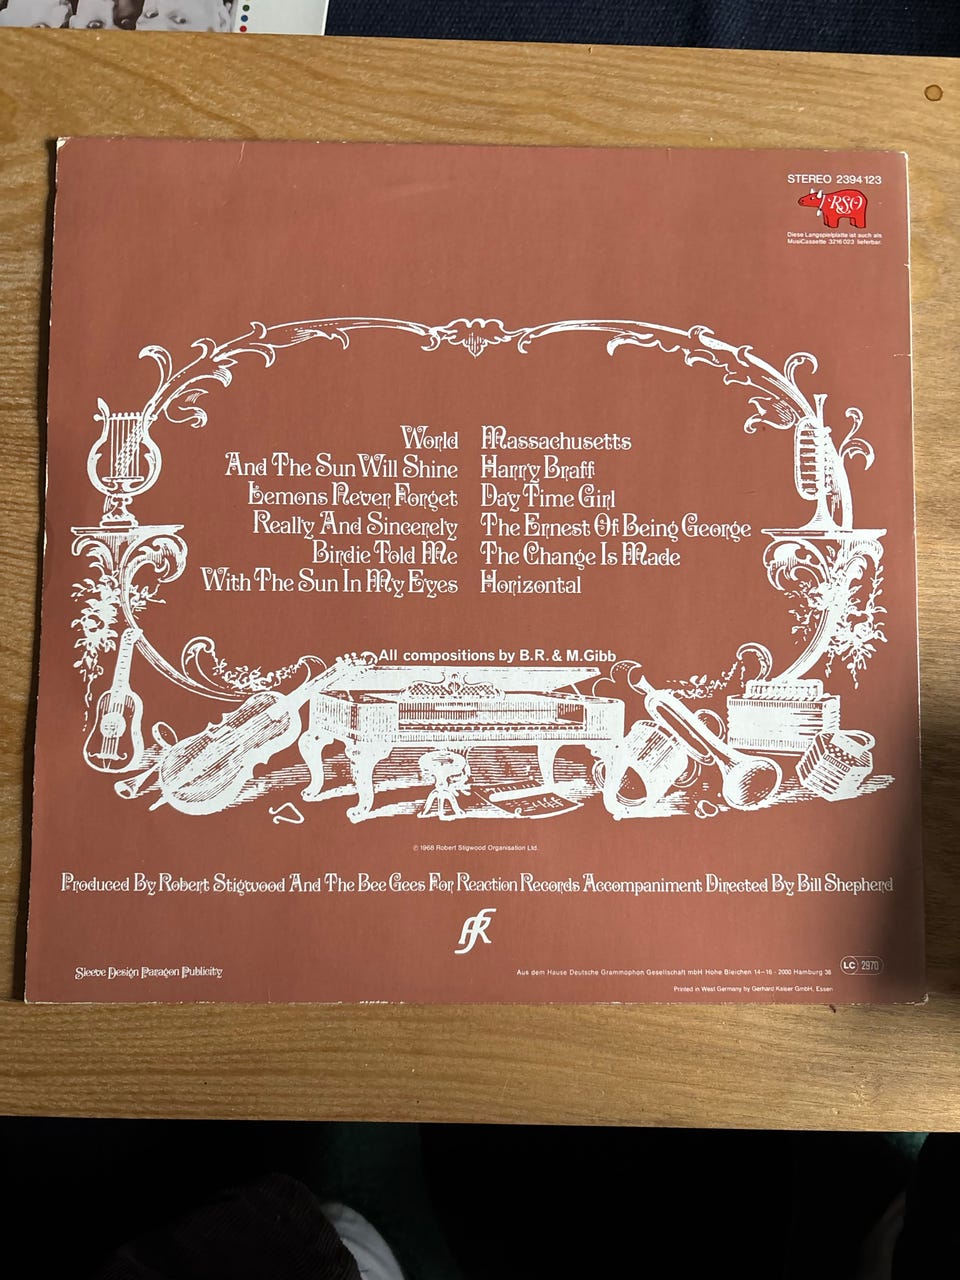 STEREO 2394 123
RSO
Diese Langspielplatte ist auch als
MusiCassette 3216 023 lieferbar.
World
And The Sun Will Shine
Lemons Never Forget
Really And Sincerely
Birdie Told Me
With The Sun In My Eyes
Massachusetts
Harry Braff
Day Time Girl
The Ernest Of Being George
The Change Is Made
Horizontal
All compositions by B.R. & M.Gibb
℗ 1968 Robert Stigwood Organisation Ltd.
Produced By Robert Stigwood And The Bee Gees For Reaction Records Accompaniment Directed By Bill Shepherd
Sleeve Design Paragon Publicity
Aus dem Hause Deutsche Grammophon Gesellschaft mbH Hohe Bleichen 14-16 · 2000 Hamburg 36
LC 2970
Printed in West Germany by Gerhard Kaiser GmbH, Essen